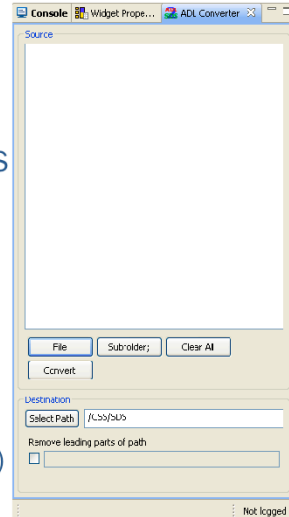 Console Widget Prope... ADL Converter
Source
S
File Subfolder; Clear All
Convert
Destination
Select Path /CSS/SDS
)
Remove leading parts of path
Not logged